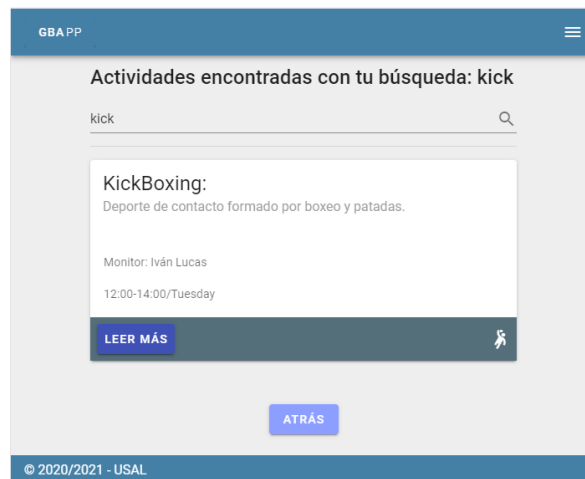 GBAPP
Actividades encontradas con tu búsqueda: kick
kick
KickBoxing:
Deporte de contacto formado por boxeo y patadas.
Monitor: Iván Lucas
12:00-14:00/Tuesday
LEER MÁS
ATRÁS
© 2020/2021 - USAL